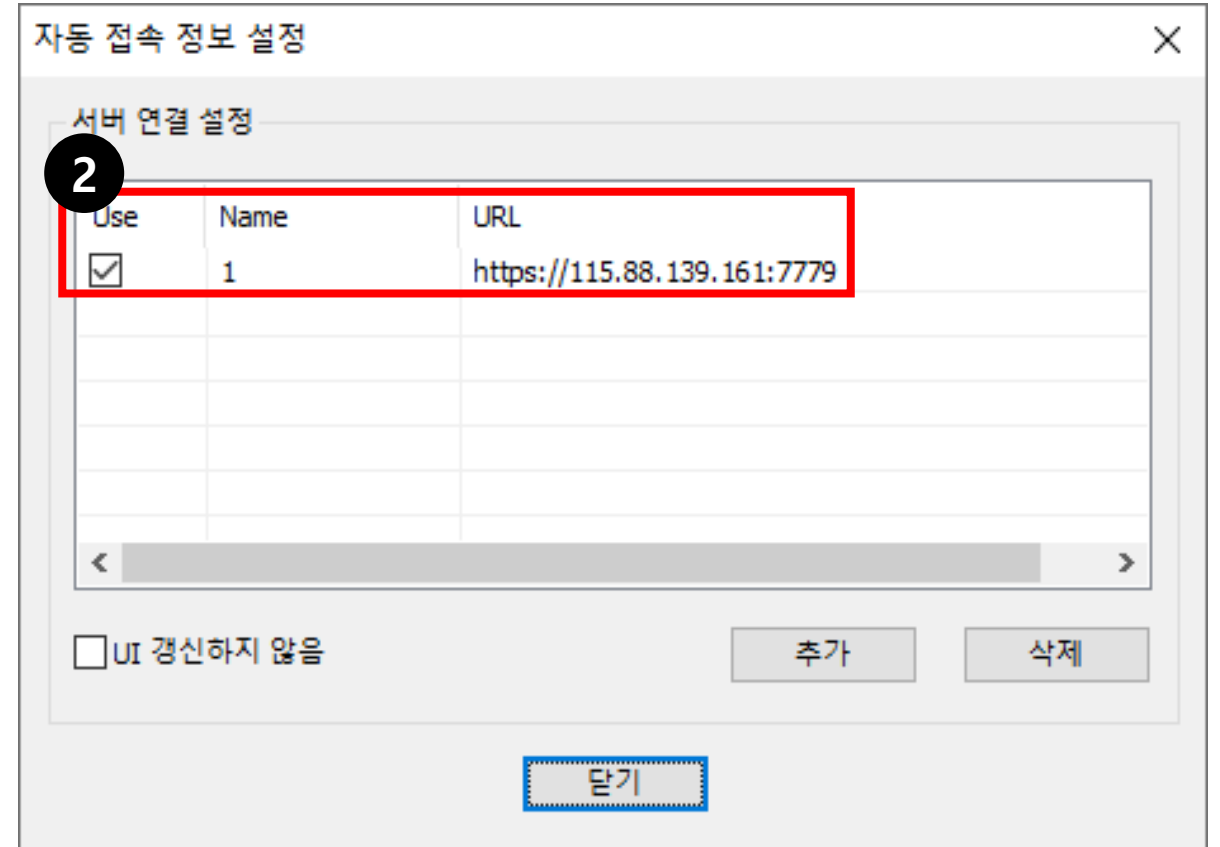 자동 접속 정보 설정
서버 연결 설정
2
Use Name URL
1 https://115.88.139.161:7779
UI 갱신하지 않음 추가 삭제
닫기